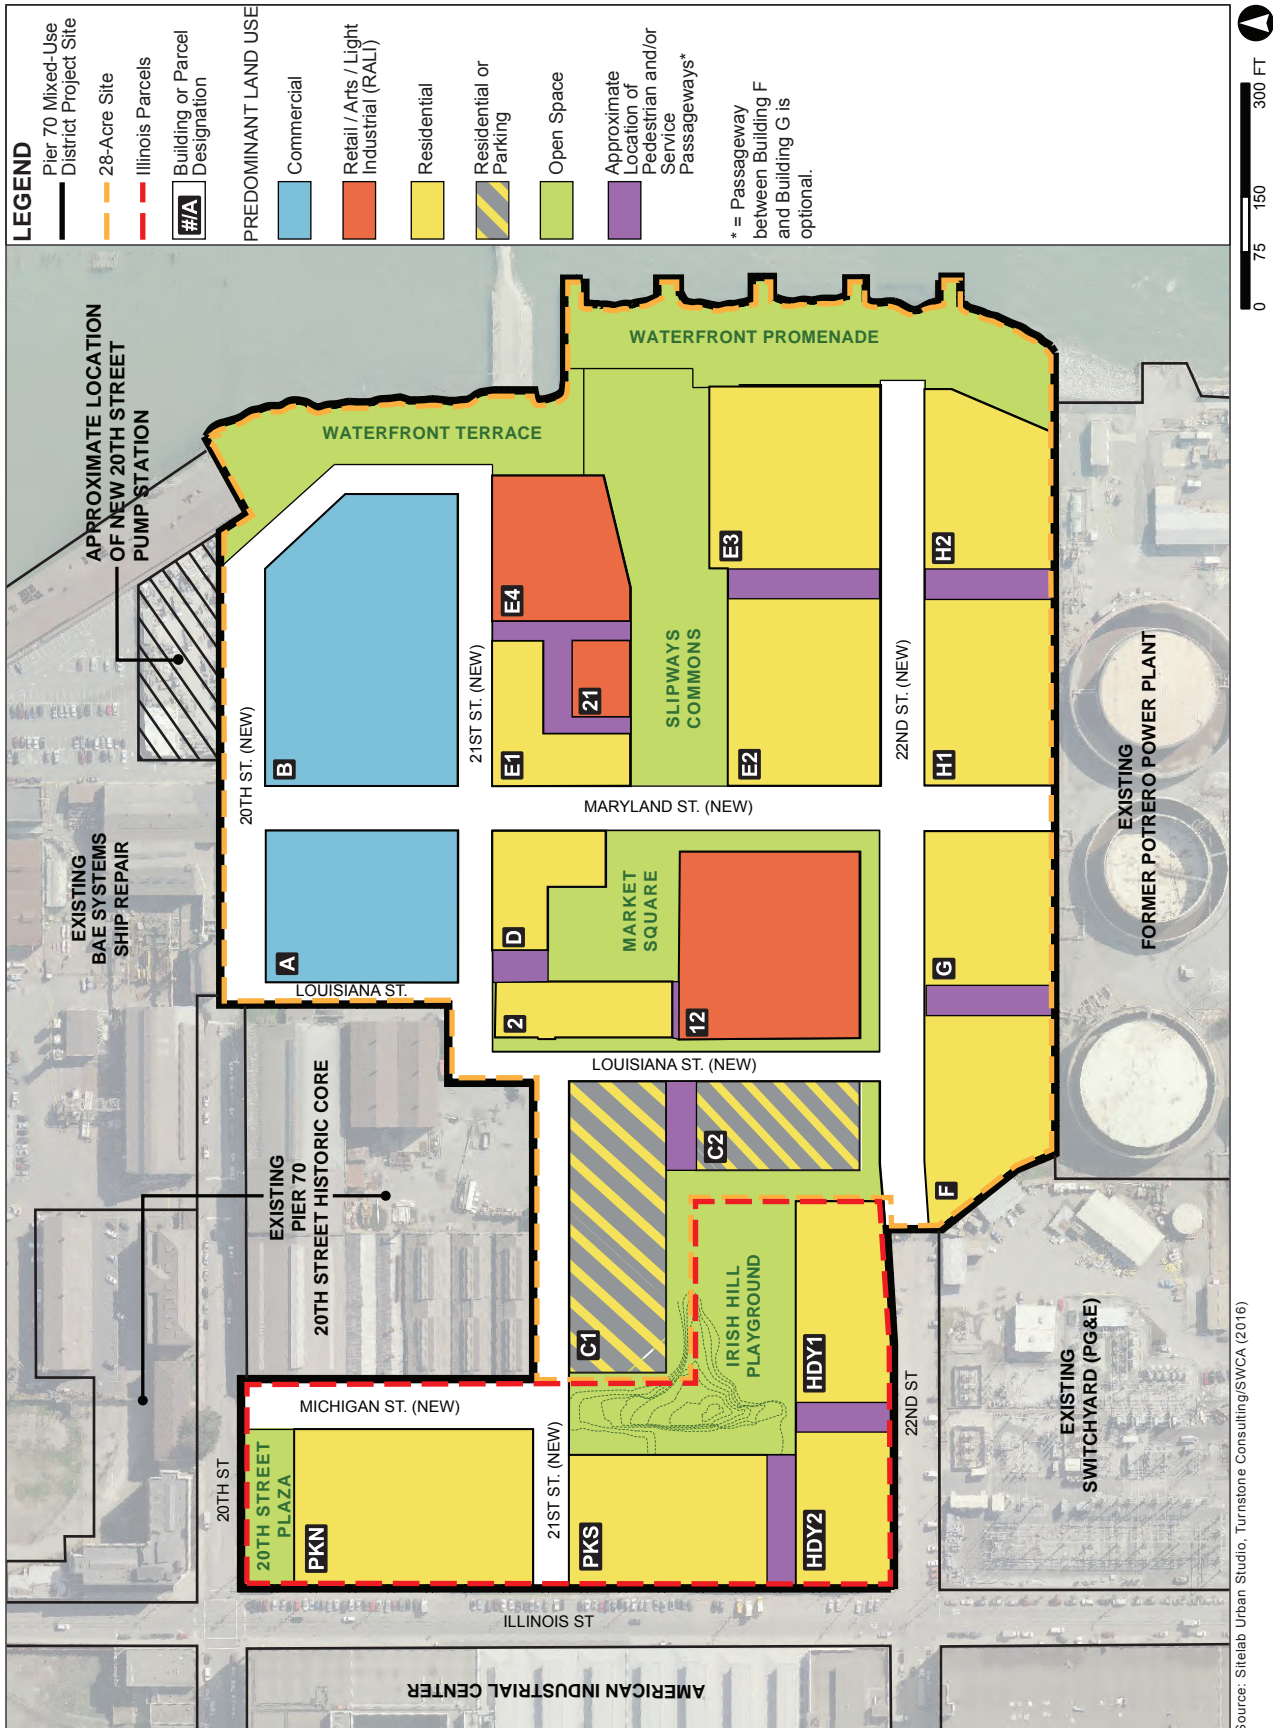 LEGEND
Pier 70 Mixed-Use
District Project Site
28-Acre Site
Illinois Parcels
#/A
Building or Parcel
Designation
PREDOMINANT LAND USE
Commercial
Retail / Arts / Light
Industrial (RALI)
Residential
Residential or
Parking
Open Space
Approximate
Location of
Pedestrian and/or
Service
Passageways*
* = Passageway
between Building F
and Building G is
optional.
0 75 150 300 FT
APPROXIMATE LOCATION
OF NEW 20TH STREET
PUMP STATION
EXISTING
BAE SYSTEMS
SHIP REPAIR
EXISTING
PIER 70
20TH STREET HISTORIC CORE
WATERFRONT TERRACE
WATERFRONT PROMENADE
20TH ST. (NEW)
B
A
LOUISIANA ST.
21ST ST. (NEW)
E4
21
E1
SLIPWAYS
COMMONS
E3
E2
MARYLAND ST. (NEW)
D
MARKET
SQUARE
2
12
LOUISIANA ST. (NEW)
22ND ST. (NEW)
H2
H1
G
F
C1
C2
IRISH HILL
PLAYGROUND
HDY1
HDY2
MICHIGAN ST. (NEW)
20TH ST
20TH STREET
PLAZA
PKN
21ST ST. (NEW)
PKS
22ND ST
ILLINOIS ST
AMERICAN INDUSTRIAL CENTER
EXISTING
FORMER POTRERO POWER PLANT
EXISTING
SWITCHYARD (PG&E)
Source: Sitelab Urban Studio, Turnstone Consulting/SWCA (2016)